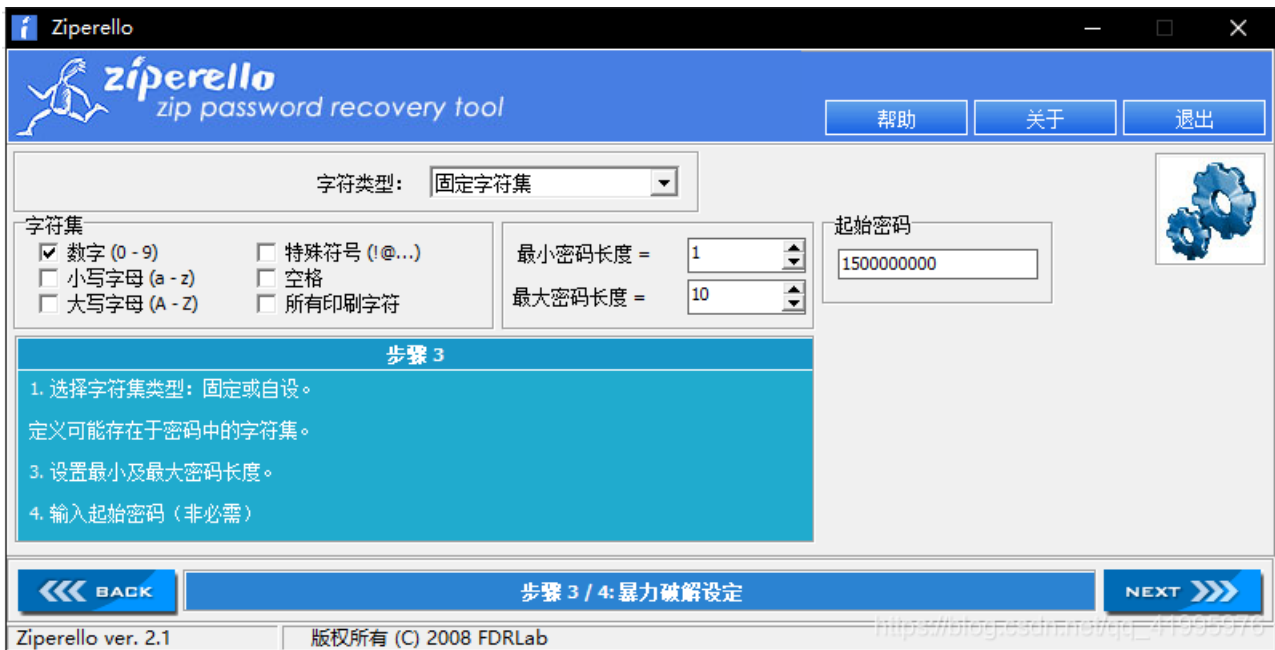 Ziperello
ziperello
zip password recovery tool
帮助
关于
退出
字符类型：
固定字符集
字符集
数字 (0 - 9)
特殊符号 (!@...)
小写字母 (a - z)
空格
大写字母 (A - Z)
所有印刷字符
最小密码长度 =
1
最大密码长度 =
10
起始密码
1500000000
步骤 3
1. 选择字符集类型：固定或自设。
定义可能存在于密码中的字符集。
3. 设置最小及最大密码长度。
4. 输入起始密码（非必需）
BACK
步骤 3 / 4: 暴力破解设定
NEXT
Ziperello ver. 2.1
版权所有 (C) 2008 FDRLab
https://blog.csdn.net/qq_41995976